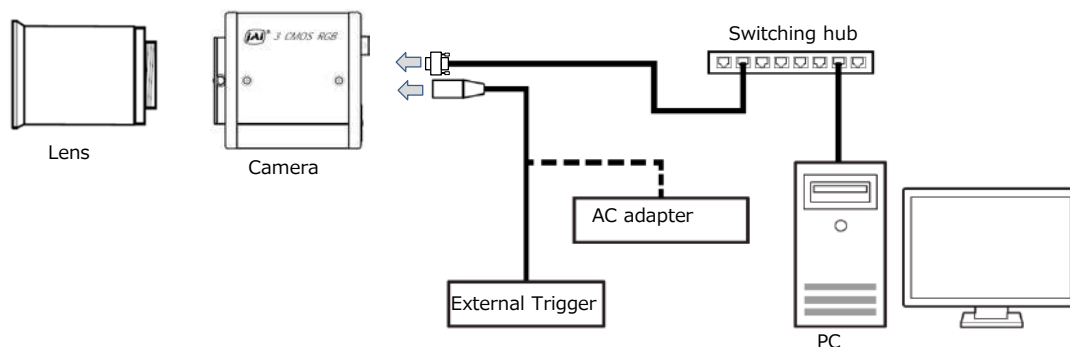 JAI 3 CMOS RGB
Switching hub
Lens
Camera
AC adapter
External Trigger
PC